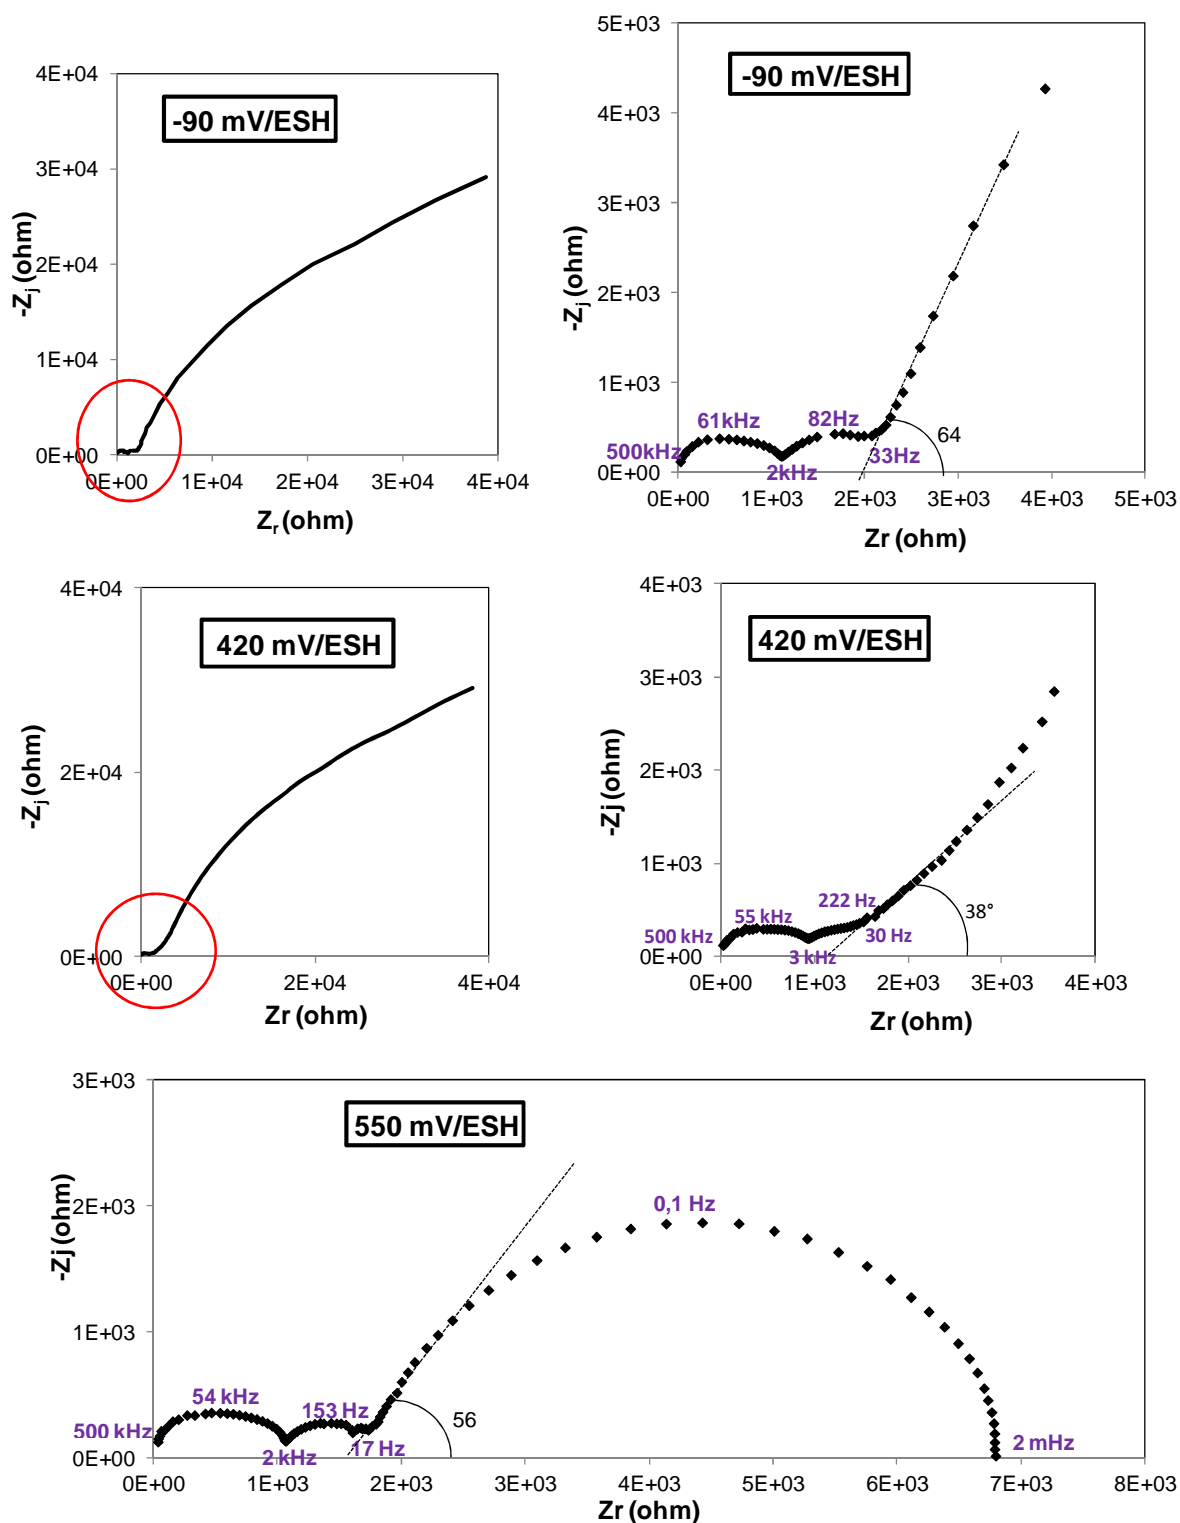 -90 mV/ESH
4E+04
3E+04
2E+04
1E+04
0E+00
-Zj (ohm)
0E+00 1E+04 2E+04 3E+04 4E+04
Zr (ohm)
-90 mV/ESH
5E+03
4E+03
3E+03
2E+03
1E+03
0E+00
-Zj (ohm)
61kHz
82Hz
64
500kHz
2kHz
33Hz
0E+00 1E+03 2E+03 3E+03 4E+03 5E+03
Zr (ohm)
420 mV/ESH
4E+04
2E+04
0E+00
-Zj (ohm)
0E+00 2E+04 4E+04
Zr (ohm)
420 mV/ESH
4E+03
3E+03
2E+03
1E+03
0E+00
-Zj (ohm)
222 Hz
55 kHz
38°
500 kHz
30 Hz
3 kHz
0E+00 1E+03 2E+03 3E+03 4E+03
Zr (ohm)
550 mV/ESH
3E+03
2E+03
1E+03
0E+00
-Zj (ohm)
0,1 Hz
54 kHz
153 Hz
56
500 kHz
2 kHz
17 Hz
2 mHz
0E+00 1E+03 2E+03 3E+03 4E+03 5E+03 6E+03 7E+03 8E+03
Zr (ohm)